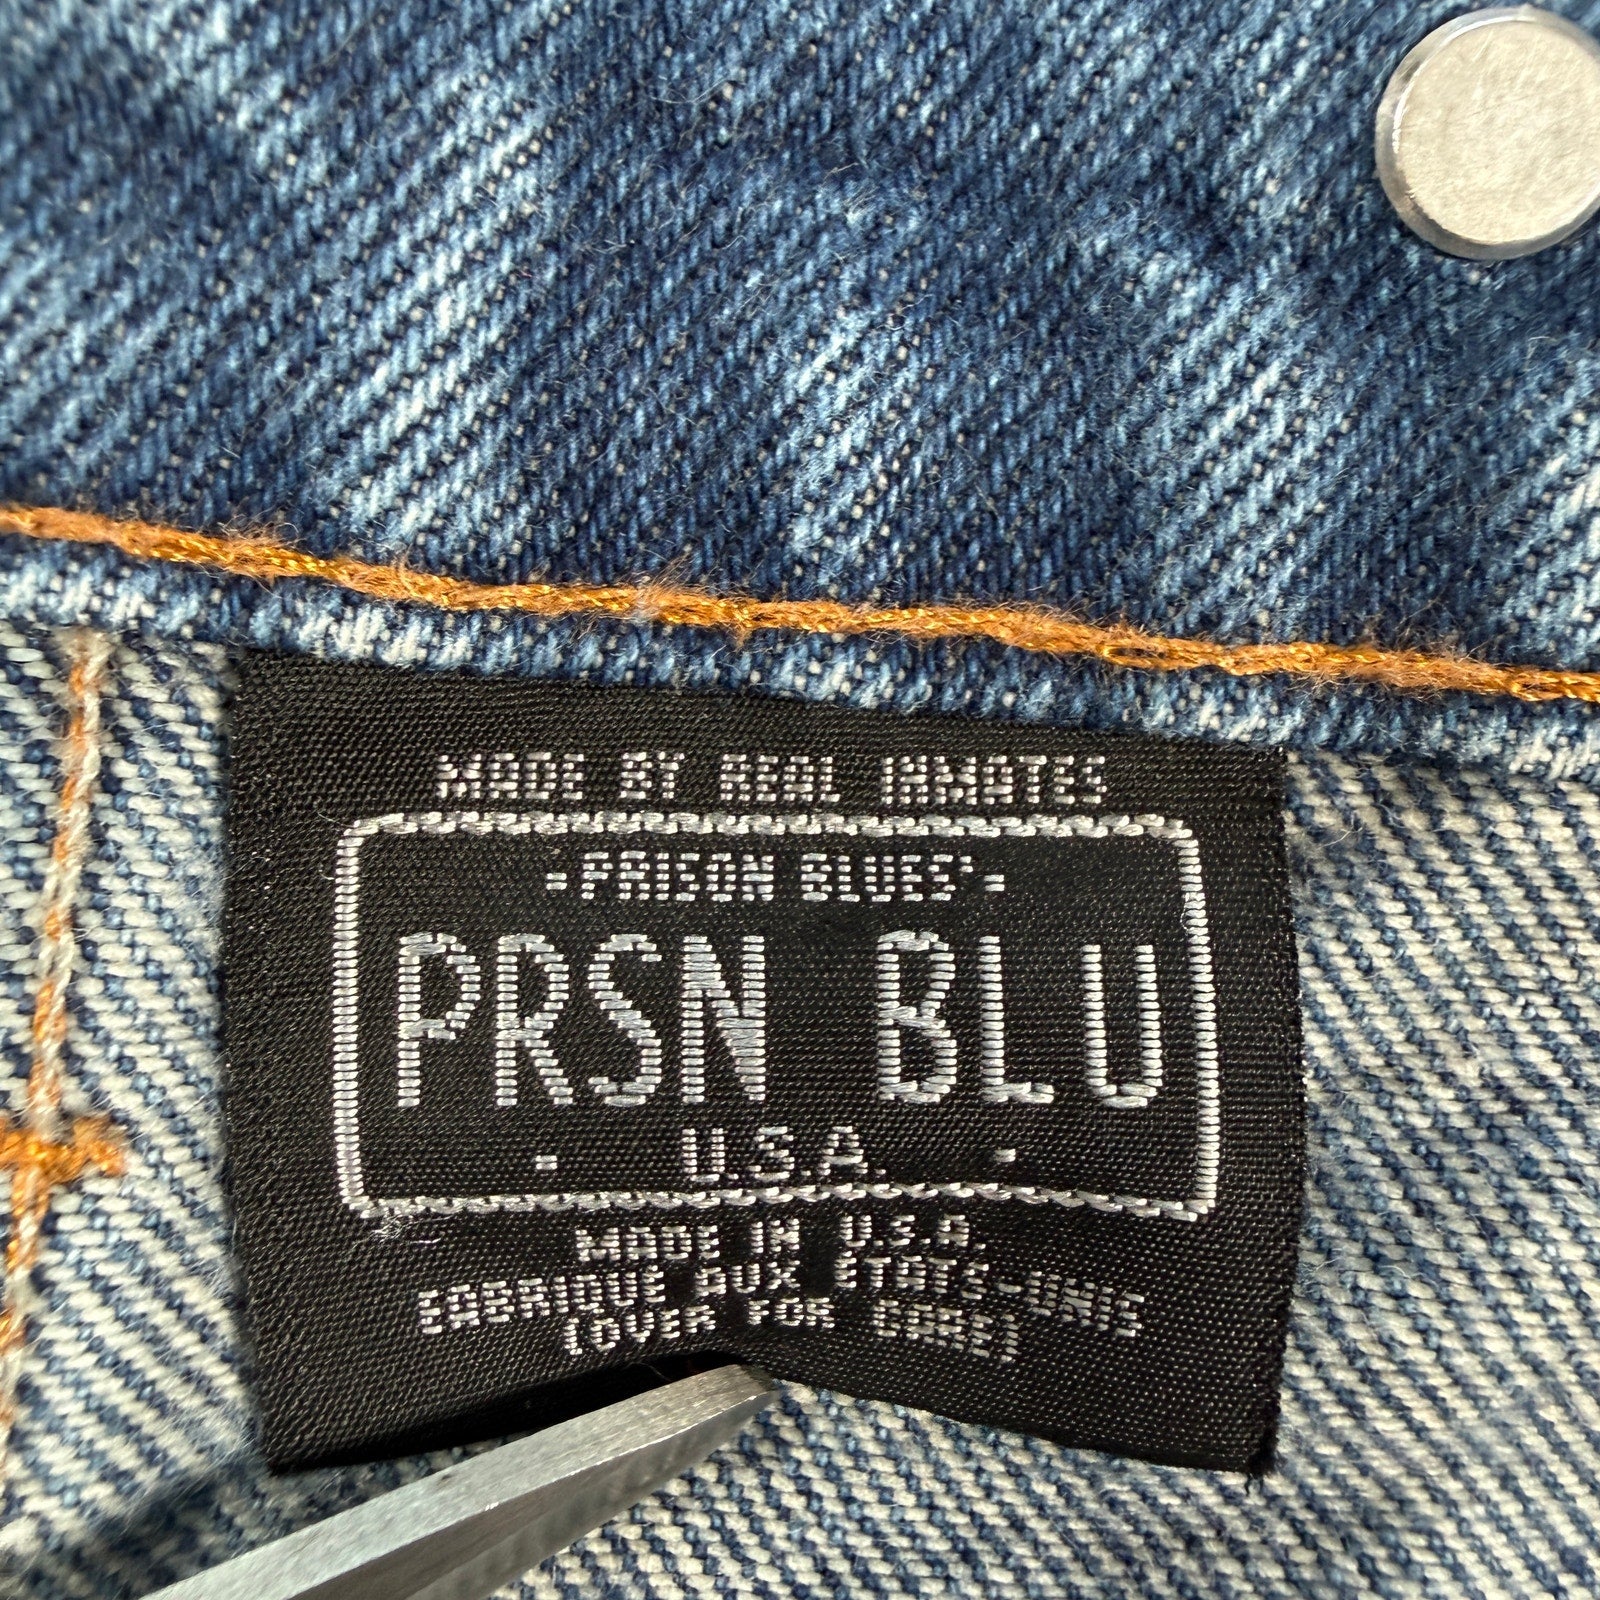 MADE BY REAL INMATES
-PRISON BLUES'-
PRSN BLU
- U.S.A. -
MADE IN U.S.A.
FABRIQUE AUX ETATS-UNIS
(OVER FOR CARE)